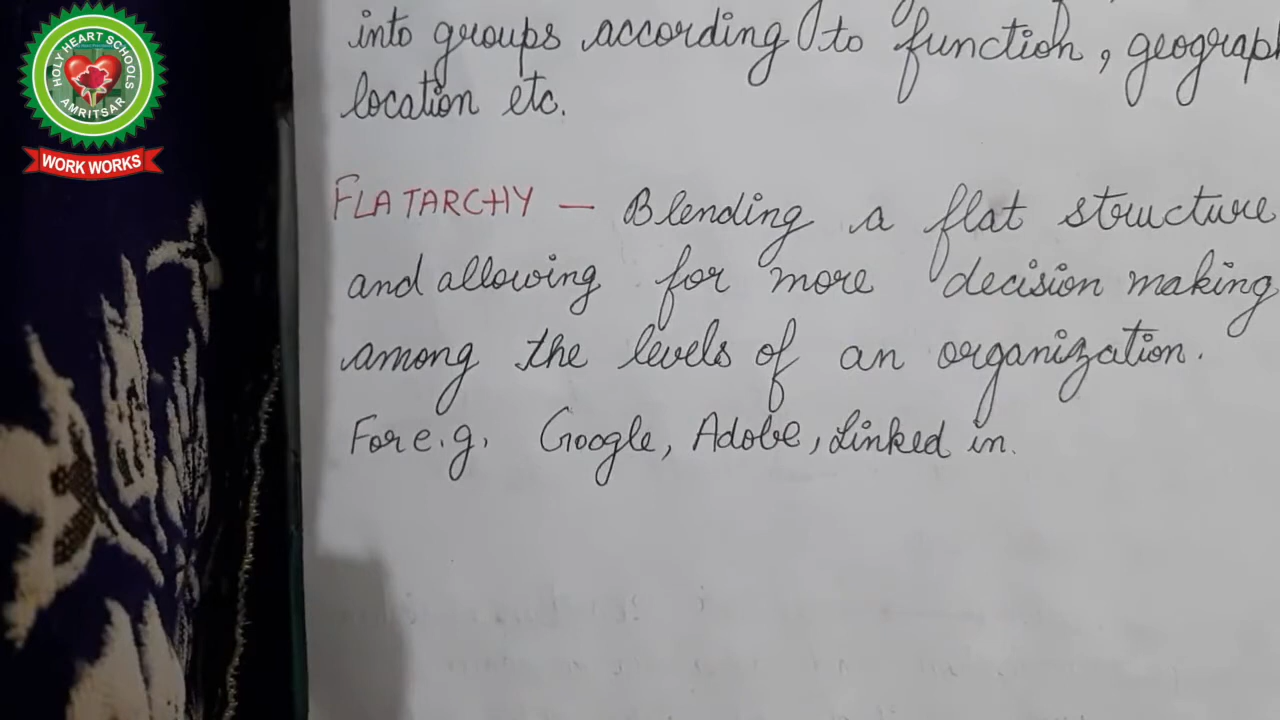 HOLY HEART SCHOOLS
AMRITSAR
WORK WORKS
into groups according to function, geograph
location etc.
FLATARCHY – Blending a flat structure
and allowing for more decision making
among the levels of an organization.
For e.g. Google, Adobe, Linked in.